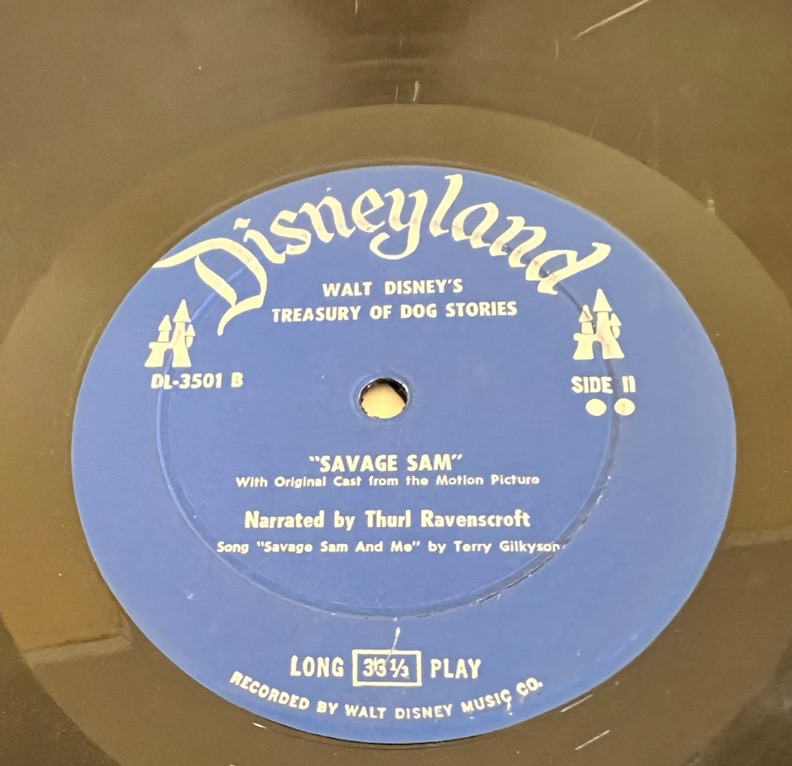 Disneyland
WALT DISNEY'S
TREASURY OF DOG STORIES
DL-3501 B
SIDE II
"SAVAGE SAM"
With Original Cast from the Motion Picture
Narrated by Thurl Ravenscroft
Song "Savage Sam And Me" by Terry Gilkyson
LONG 33 1/3 PLAY
RECORDED BY WALT DISNEY MUSIC CO.